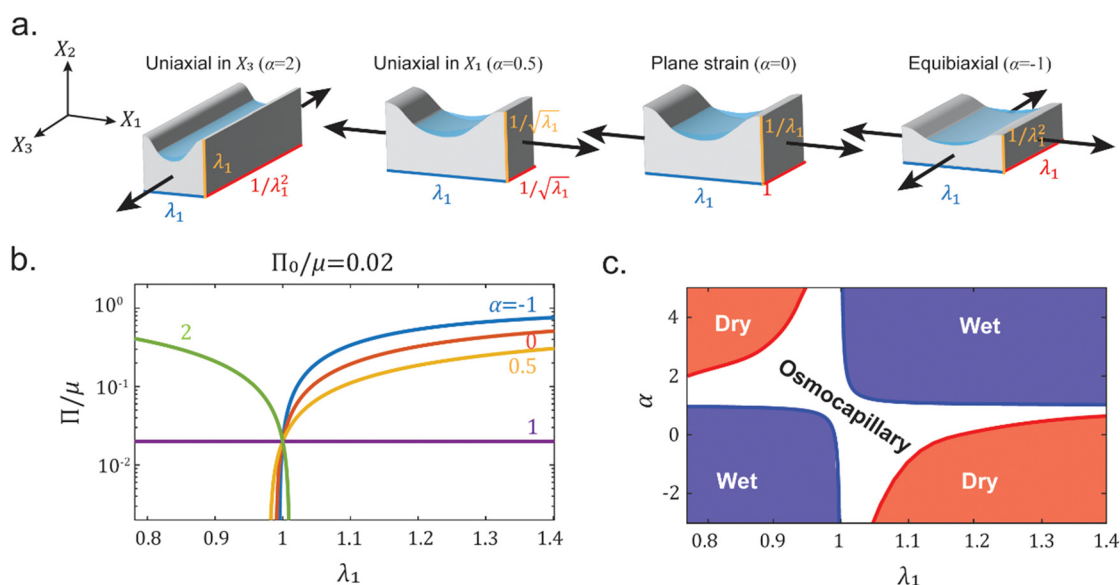 a.
X₂
X₁
X₃
Uniaxial in X₃ (α=2)
λ₁
1/λ₁²
λ₁
Uniaxial in X₁ (α=0.5)
1/√λ₁
λ₁
1/√λ₁
Plane strain (α=0)
1/λ₁
λ₁
1
Equibiaxial (α=-1)
1/λ₁²
λ₁
λ₁
b.
Π₀/μ=0.02
Π/μ
10⁰
10⁻¹
10⁻²
2
α=-1
0
0.5
1
0.8
0.9
1
1.1
1.2
1.3
1.4
λ₁
c.
α
4
2
0
-2
Dry
Wet
Osmocapillary
Wet
Dry
0.8
0.9
1
1.1
1.2
1.3
1.4
λ₁